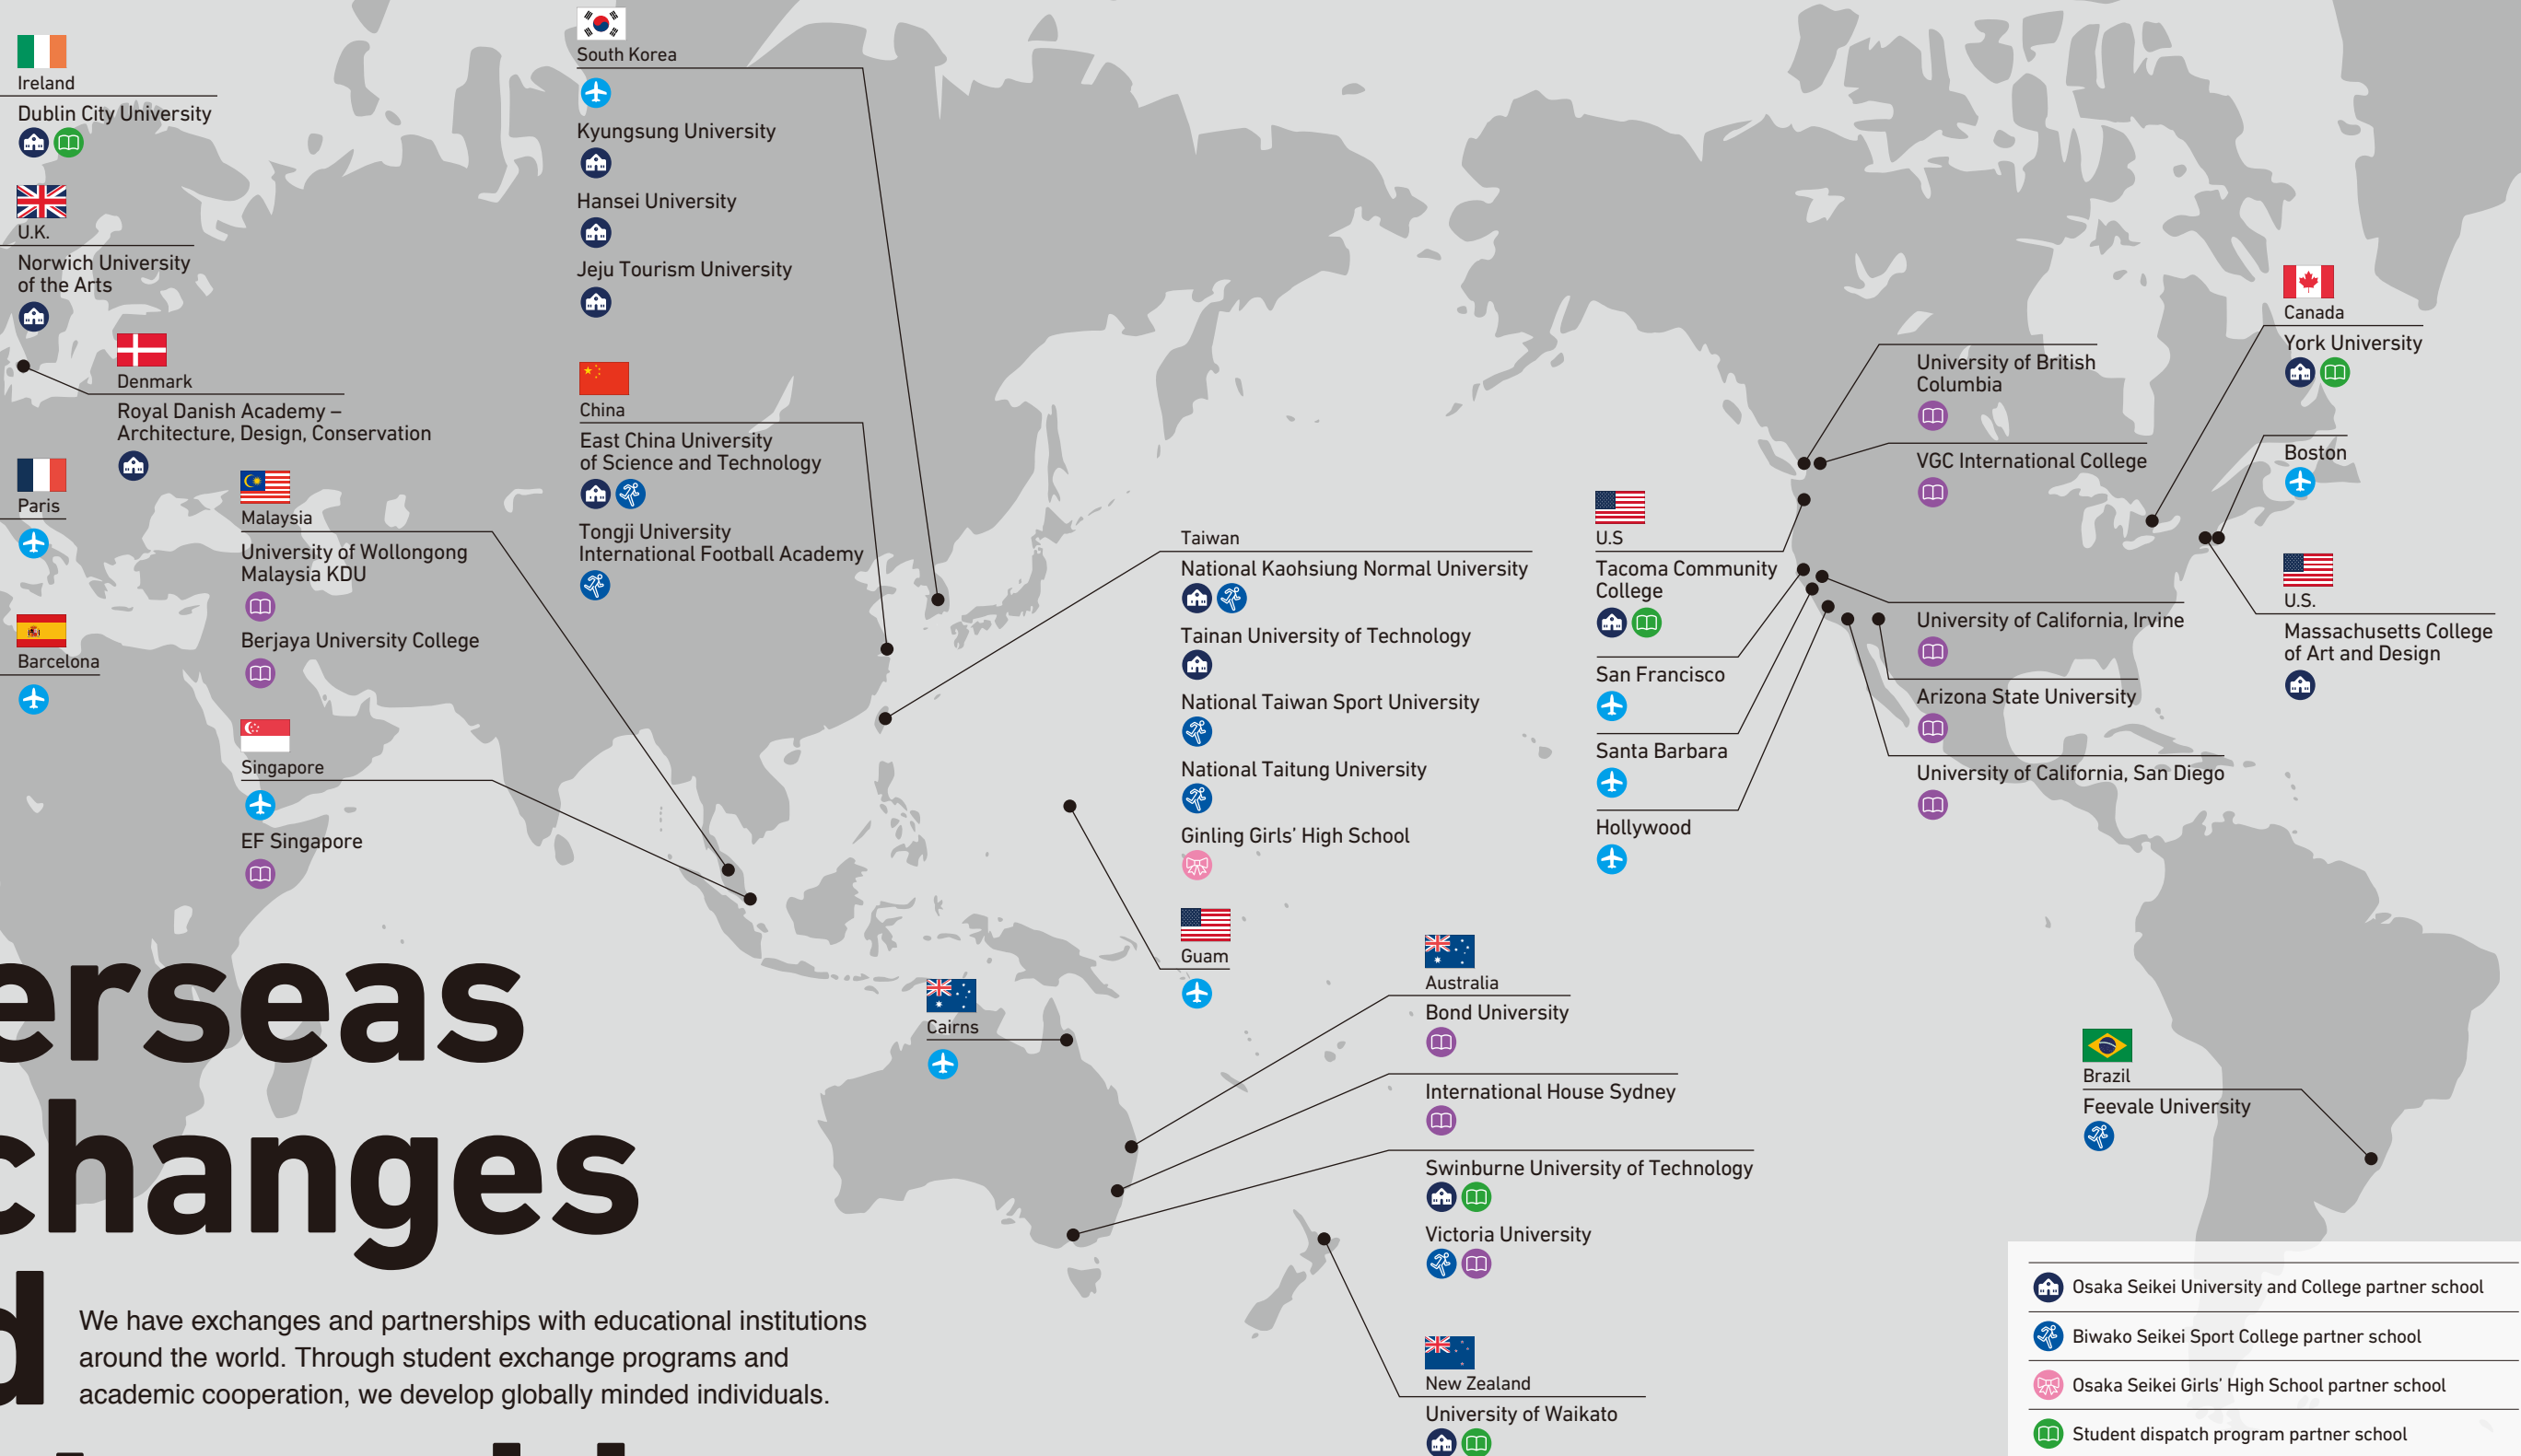 Ireland
Dublin City University
U.K.
Norwich University
of the Arts
Denmark
Royal Danish Academy –
Architecture, Design, Conservation
Paris
Barcelona
Malaysia
University of Wollongong
Malaysia KDU
Berjaya University College
Singapore
EF Singapore
South Korea
Kyungsung University
Hansei University
Jeju Tourism University
China
East China University
of Science and Technology
Tongji University
International Football Academy
Taiwan
National Kaohsiung Normal University
Tainan University of Technology
National Taiwan Sport University
National Taitung University
Ginling Girls' High School
Guam
Cairns
Australia
Bond University
International House Sydney
Swinburne University of Technology
Victoria University
New Zealand
University of Waikato
U.S
Tacoma Community
College
San Francisco
Santa Barbara
Hollywood
University of British
Columbia
VGC International College
University of California, Irvine
Arizona State University
University of California, San Diego
Canada
York University
Boston
U.S.
Massachusetts College
of Art and Design
Brazil
Feevale University
erseas
changes
d
We have exchanges and partnerships with educational institutions
around the world. Through student exchange programs and
academic cooperation, we develop globally minded individuals.
Osaka Seikei University and College partner school
Biwako Seikei Sport College partner school
Osaka Seikei Girls' High School partner school
Student dispatch program partner school